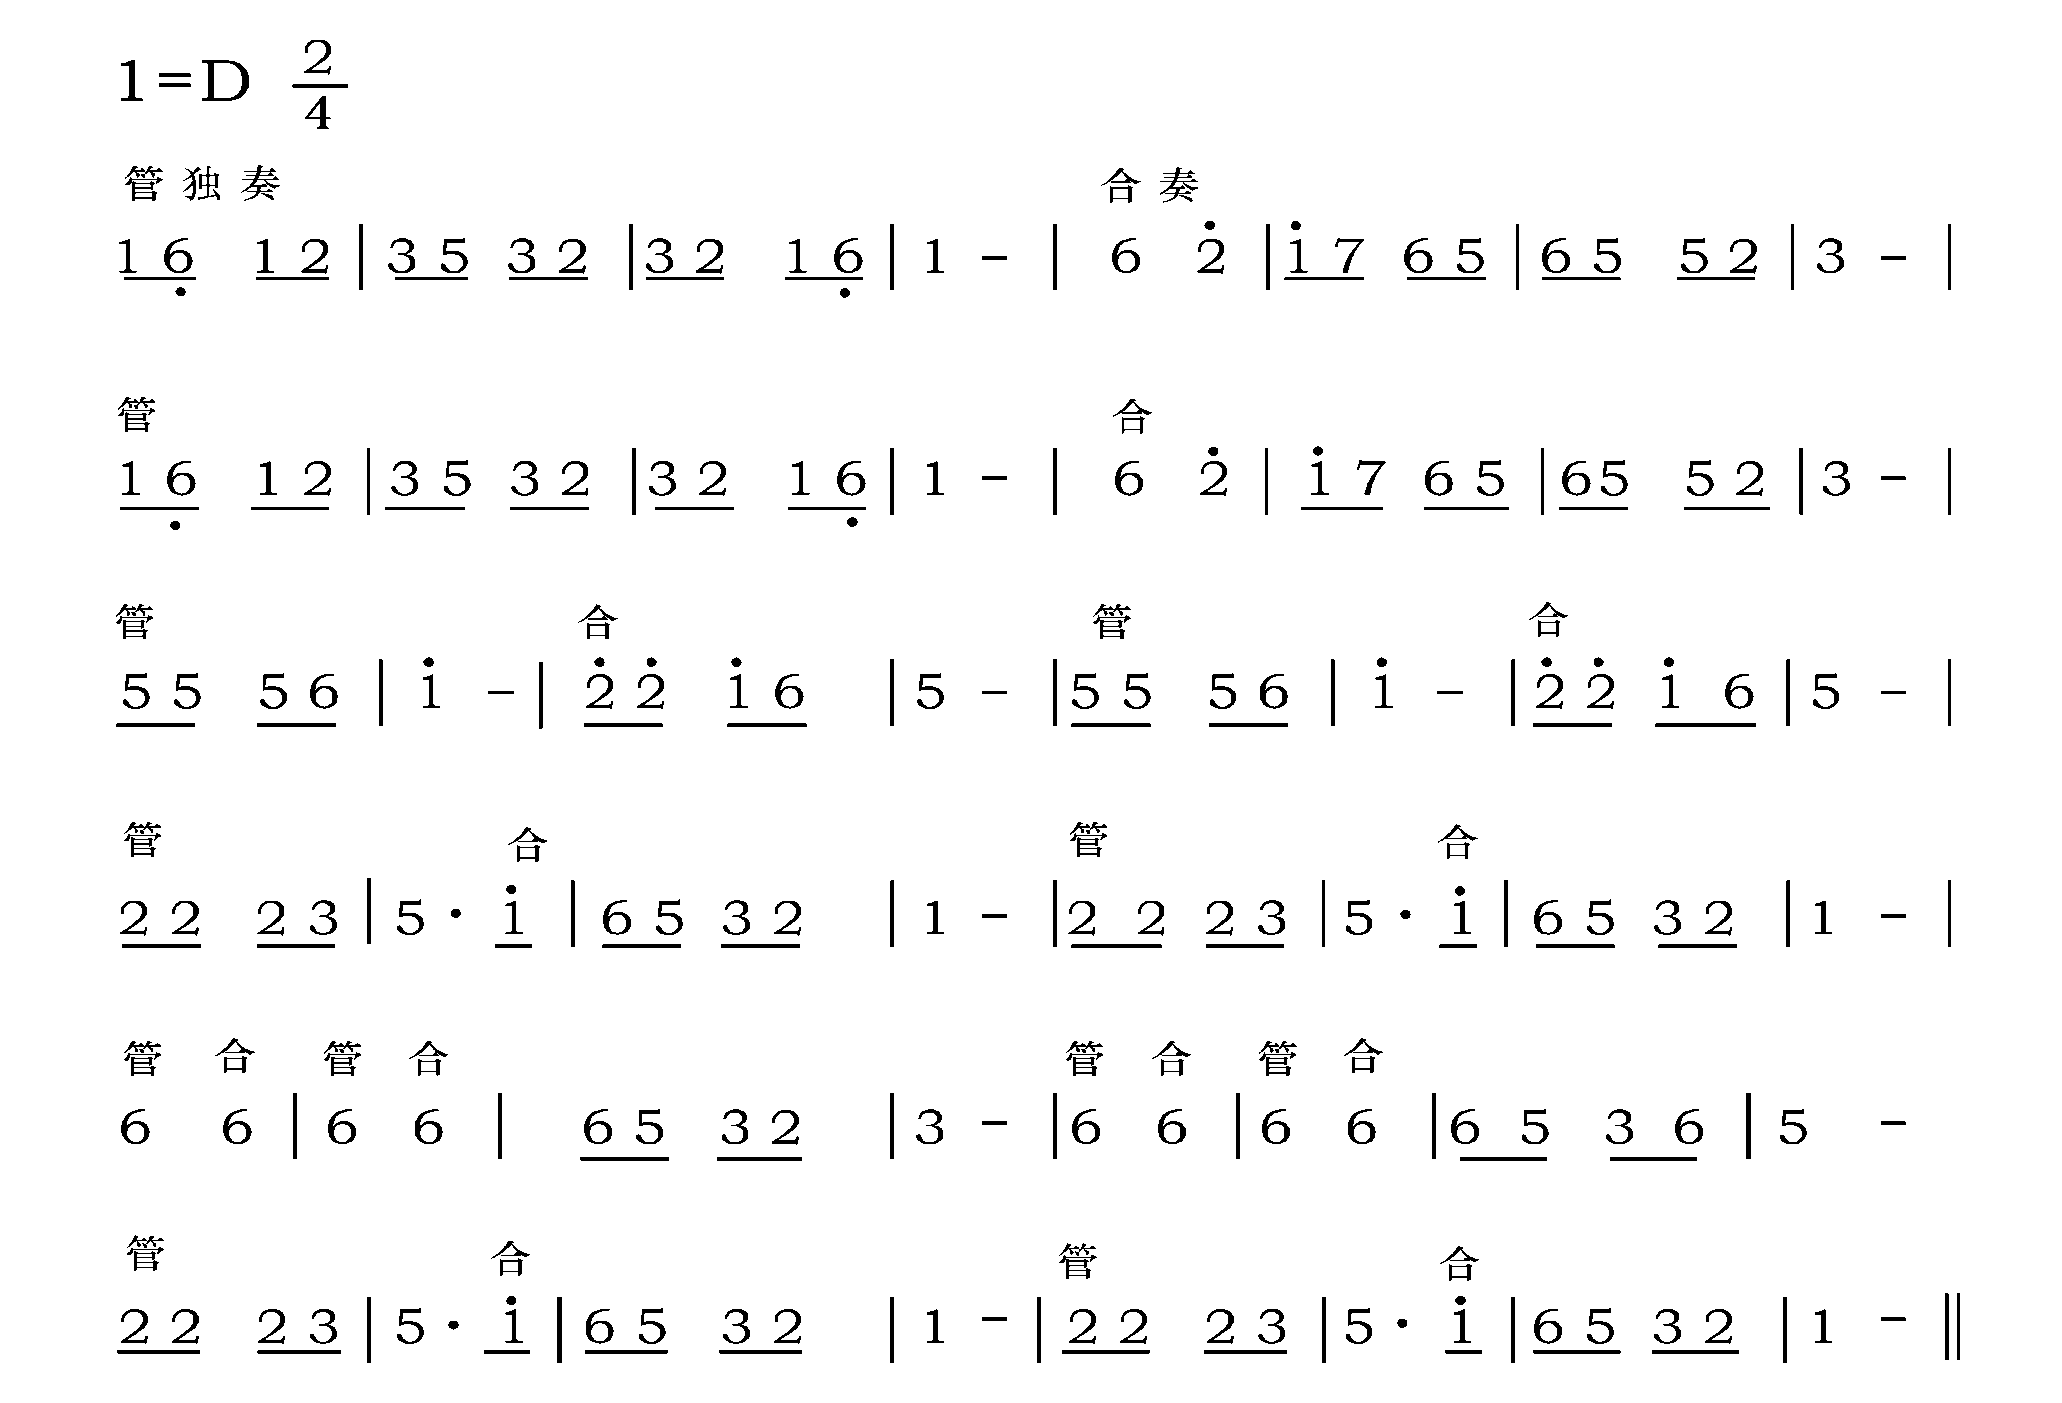 1=D 2/4
管独奏 合奏
1 6̣ 1 2 | 3 5 3 2 | 3 2 1 6̣ | 1 – | 6 2̇ | 1̇ 7 6 5 | 6 5 5 2 | 3 – |
管 合
1 6̣ 1 2 | 3 5 3 2 | 3 2 1 6̣ | 1 – | 6 2̇ | 1̇ 7 6 5 | 6 5 5 2 | 3 – |
管 合 管 合
5 5 5 6 | 1̇ – | 2̇ 2̇ 1̇ 6 | 5 – | 5 5 5 6 | 1̇ – | 2̇ 2̇ 1̇ 6 | 5 – |
管 合 管 合
2 2 2 3 | 5 · 1̇ | 6 5 3 2 | 1 – | 2 2 2 3 | 5 · 1̇ | 6 5 3 2 | 1 – |
管 合 管 合 管 合 管 合
6 6 | 6 6 | 6 5 3 2 | 3 – | 6 6 | 6 6 | 6 5 3 6 | 5 –
管 合 管 合
2 2 2 3 | 5 · 1̇ | 6 5 3 2 | 1 – | 2 2 2 3 | 5 · 1̇ | 6 5 3 2 | 1 – ‖